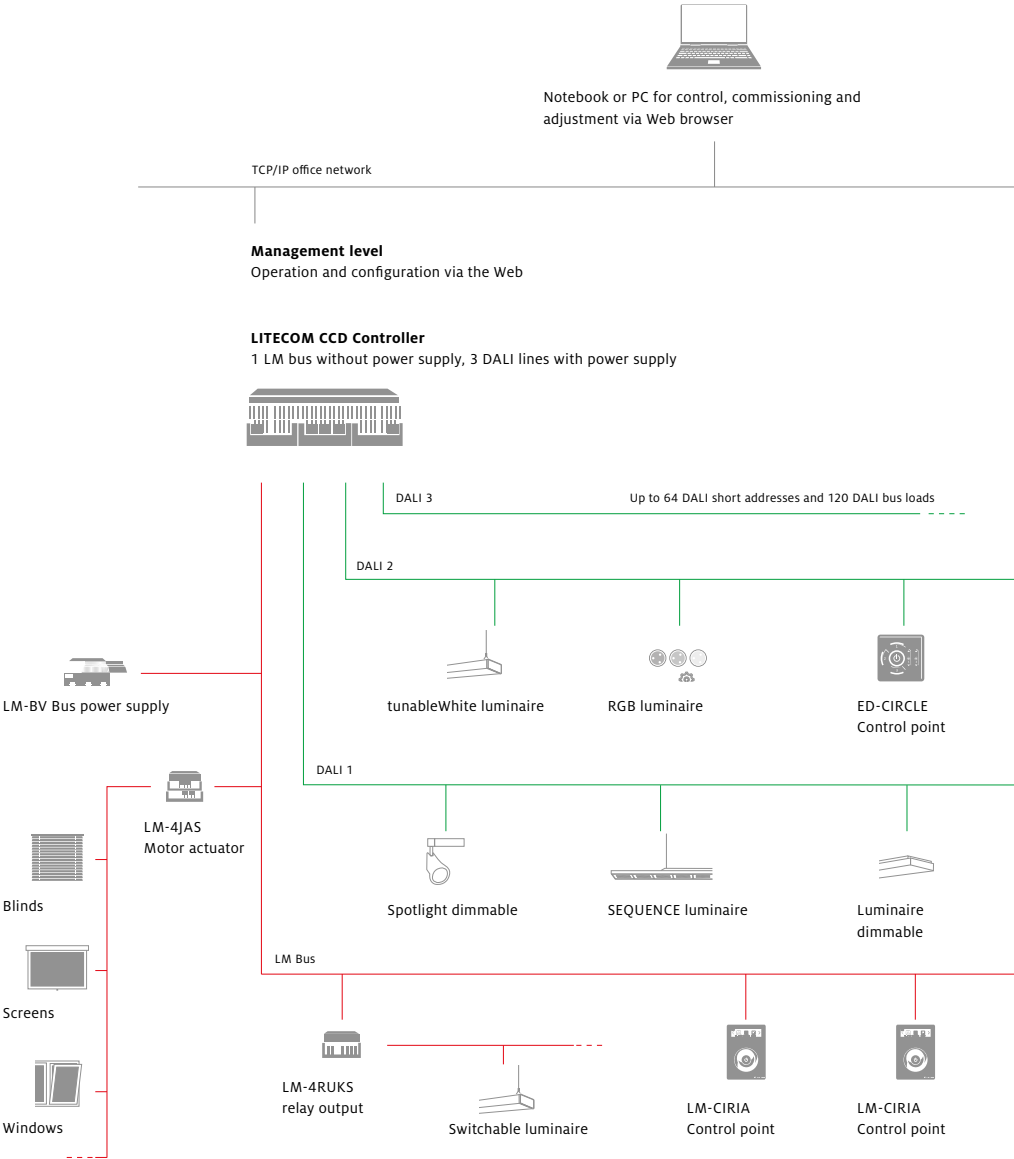 Notebook or PC for control, commissioning and
adjustment via Web browser
TCP/IP office network
Management level
Operation and configuration via the Web
LITECOM CCD Controller
1 LM bus without power supply, 3 DALI lines with power supply
DALI 3
Up to 64 DALI short addresses and 120 DALI bus loads
DALI 2
LM-BV Bus power supply
tunableWhite luminaire
RGB luminaire
ED-CIRCLE
Control point
DALI 1
LM-4JAS
Motor actuator
Blinds
Spotlight dimmable
SEQUENCE luminaire
Luminaire
dimmable
LM Bus
Screens
LM-4RUKS
relay output
Windows
Switchable luminaire
LM-CIRIA
Control point
LM-CIRIA
Control point